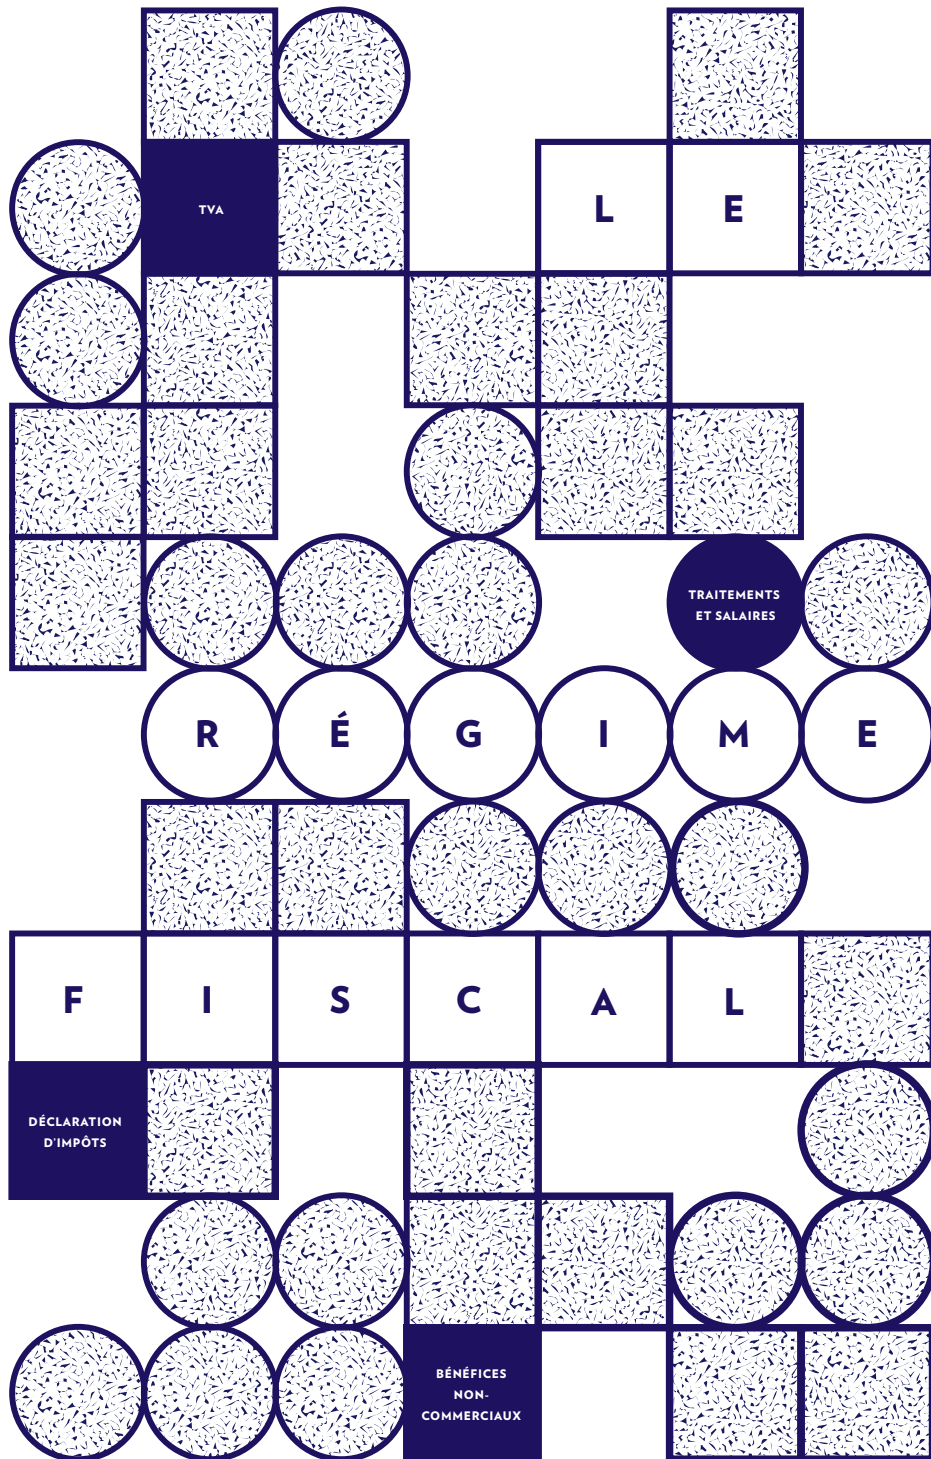 TVA
L E
TRAITEMENTS
ET SALAIRES
R É G I M E
F I S C A L
DÉCLARATION
D'IMPÔTS
BÉNÉFICES
NON-
COMMERCIAUX